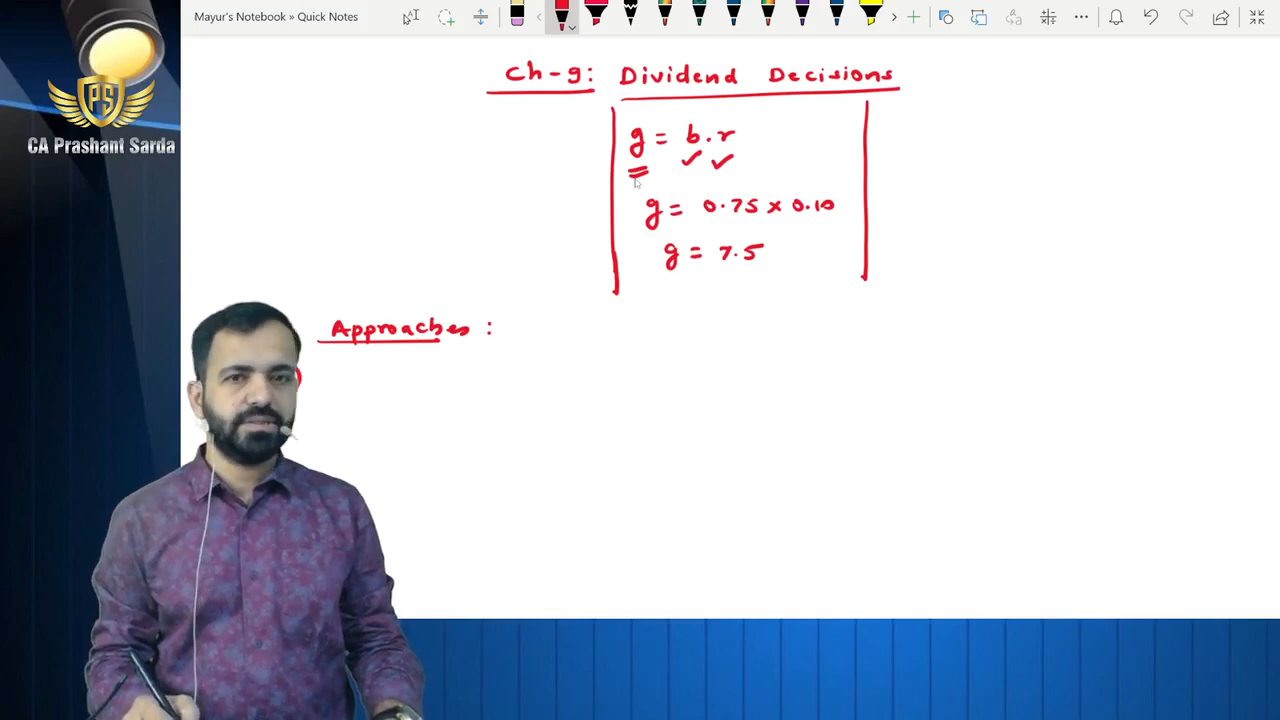 Mayur's Notebook » Quick Notes
PS
CA Prashant Sarda
Ch-9: Dividend Decisions
g = b.r
g = 0.75 × 0.10
g = 7.5
Approaches :